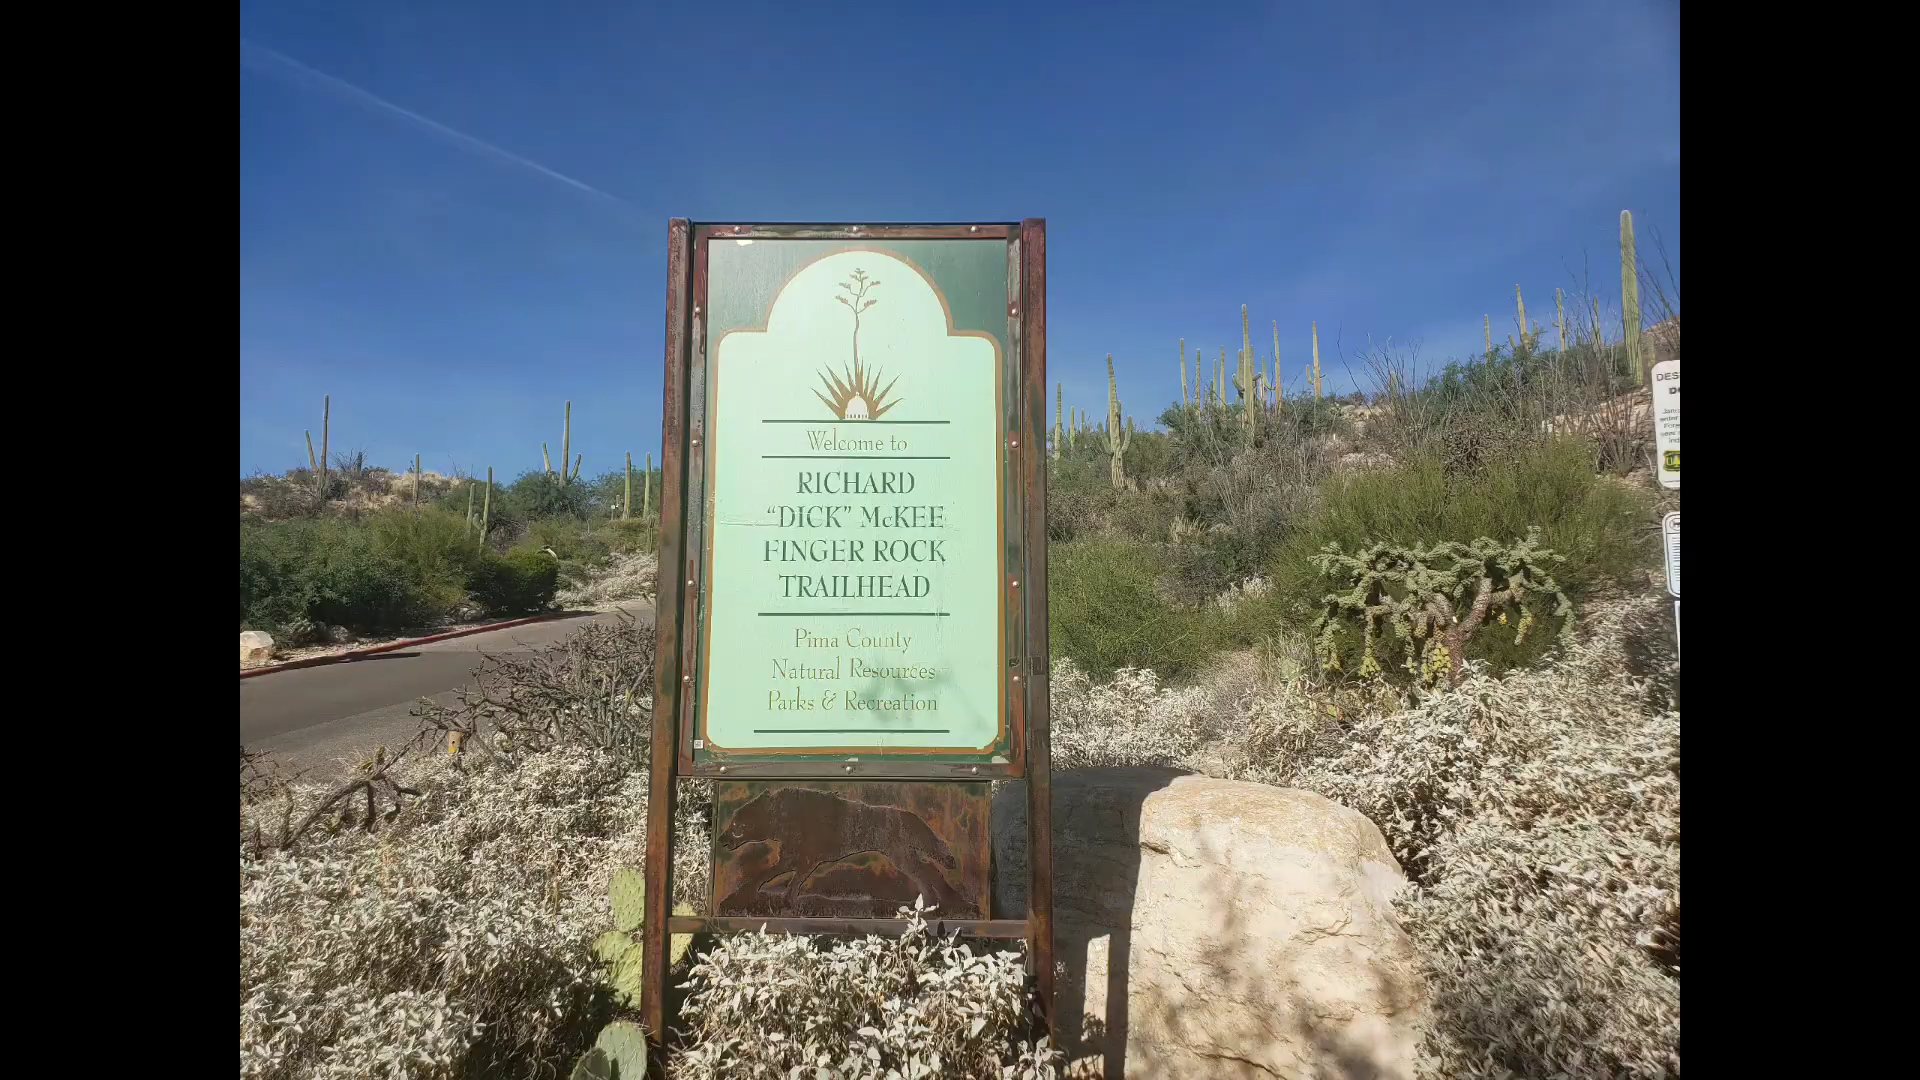 Welcome to
RICHARD
“DICK” McKEE
FINGER ROCK
TRAILHEAD
Pima County
Natural Resources
Parks & Recreation